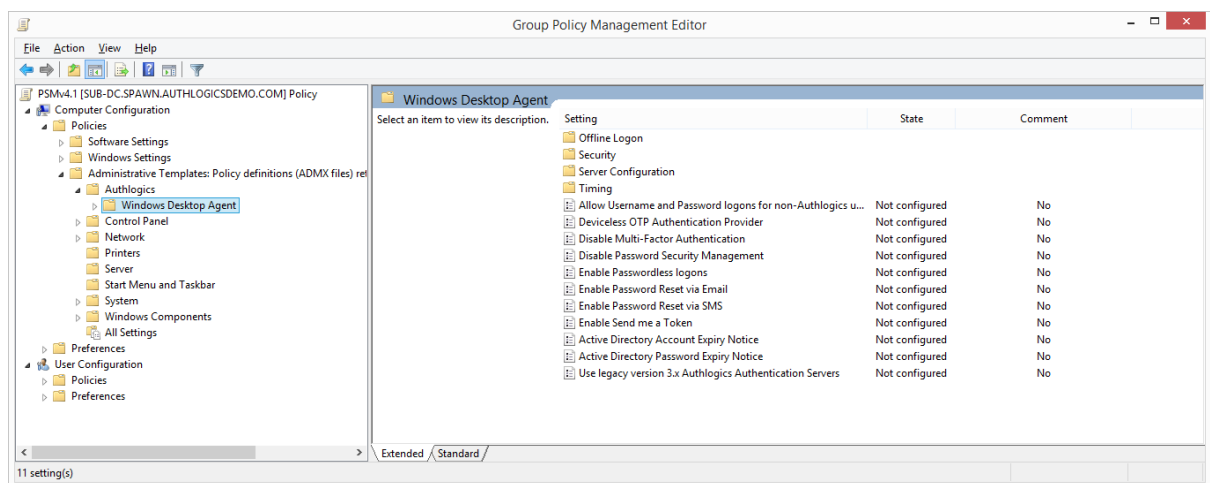 Group Policy Management Editor
File Action View Help
PSMv4.1 [SUB-DC.SPAWN.AUTHLOGICSDEMO.COM] Policy
Computer Configuration
Policies
Software Settings
Windows Settings
Administrative Templates: Policy definitions (ADMX files) ret
Authlogics
Windows Desktop Agent
Control Panel
Network
Printers
Server
Start Menu and Taskbar
System
Windows Components
All Settings
Preferences
User Configuration
Policies
Preferences
Windows Desktop Agent
Select an item to view its description.
Setting State Comment
Offline Logon
Security
Server Configuration
Timing
Allow Username and Password logons for non-Authlogics u... Not configured No
Deviceless OTP Authentication Provider Not configured No
Disable Multi-Factor Authentication Not configured No
Disable Password Security Management Not configured No
Enable Passwordless logons Not configured No
Enable Password Reset via Email Not configured No
Enable Password Reset via SMS Not configured No
Enable Send me a Token Not configured No
Active Directory Account Expiry Notice Not configured No
Active Directory Password Expiry Notice Not configured No
Use legacy version 3.x Authlogics Authentication Servers Not configured No
Extended Standard
11 setting(s)